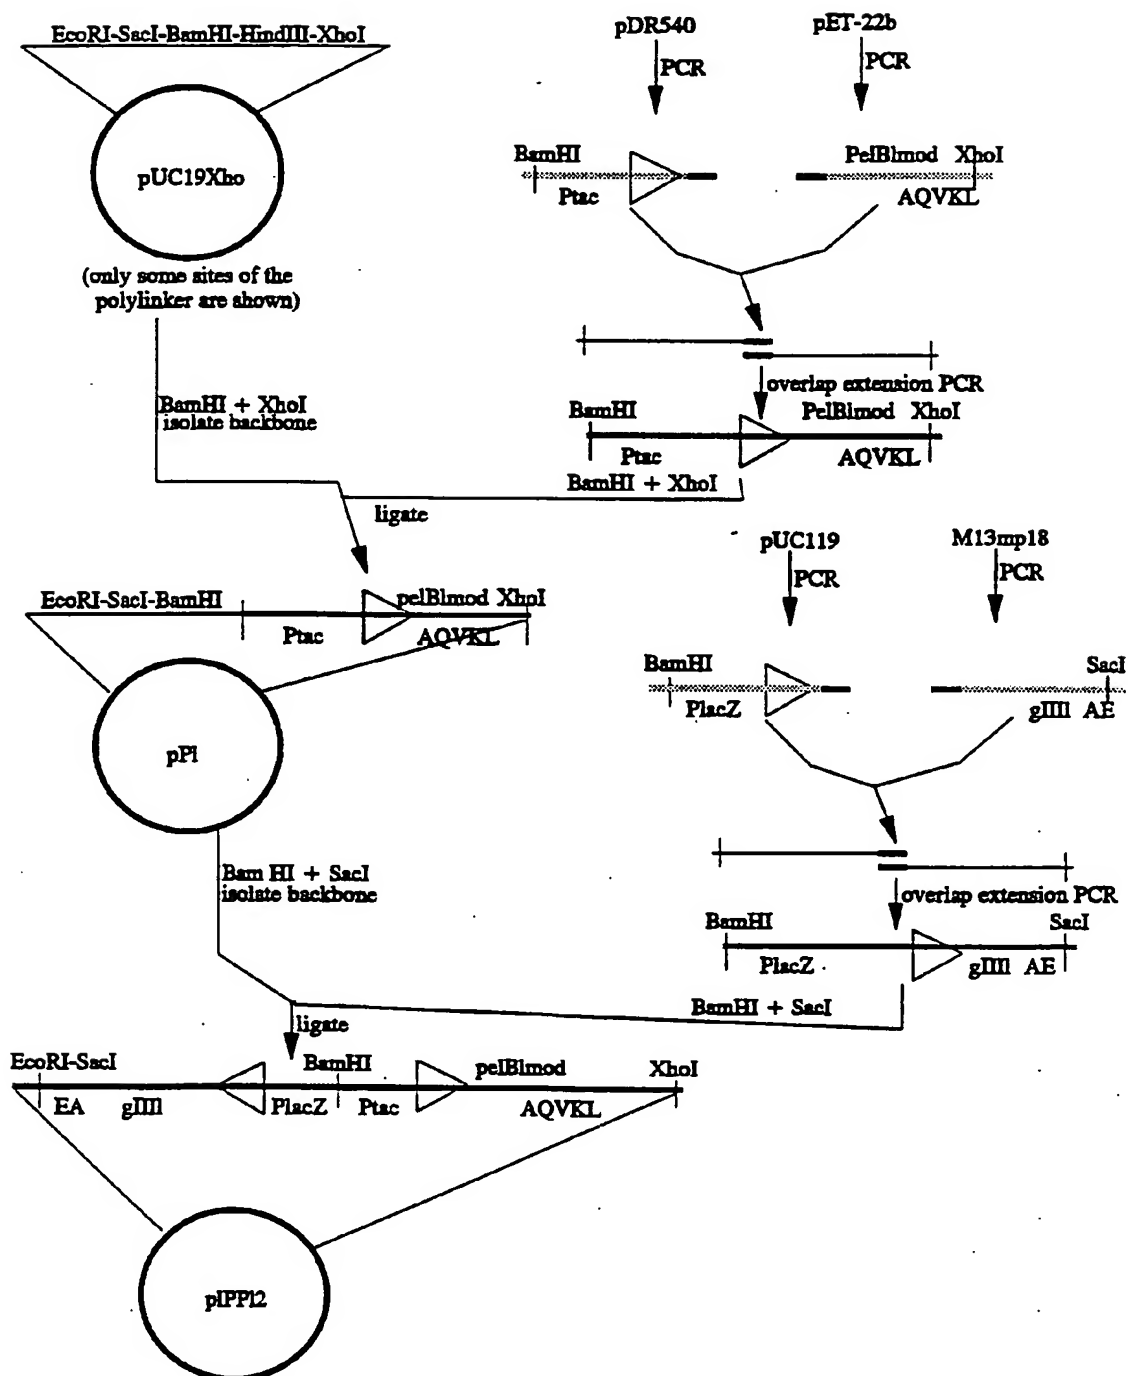 EcoRI-SacI-BamHI-HindIII-XhoI
pUC19Xho
(only some sites of the
polylinker are shown)
pDR540
PCR
pET-22b
PCR
BamHI
Ptac
PelBlmod XhoI
AQVKL
overlap extension PCR
BamHI
PelBlmod XhoI
Ptac
AQVKL
BamHI + XhoI
isolate backbone
BamHI + XhoI
ligate
EcoRI-SacI-BamHI
pelBlmod XhoI
Ptac
AQVKL
pPl
pUC119
PCR
M13mp18
PCR
BamHI
PlacZ
SacI
gIIIl AE
overlap extension PCR
BamHI
SacI
PlacZ
gIIIl AE
Bam HI + SacI
isolate backbone
BamHI + SacI
ligate
EcoRI-SacI
BamHI
pelBlmod
XhoI
EA
gIIIl
PlacZ
Ptac
AQVKL
plPPl2